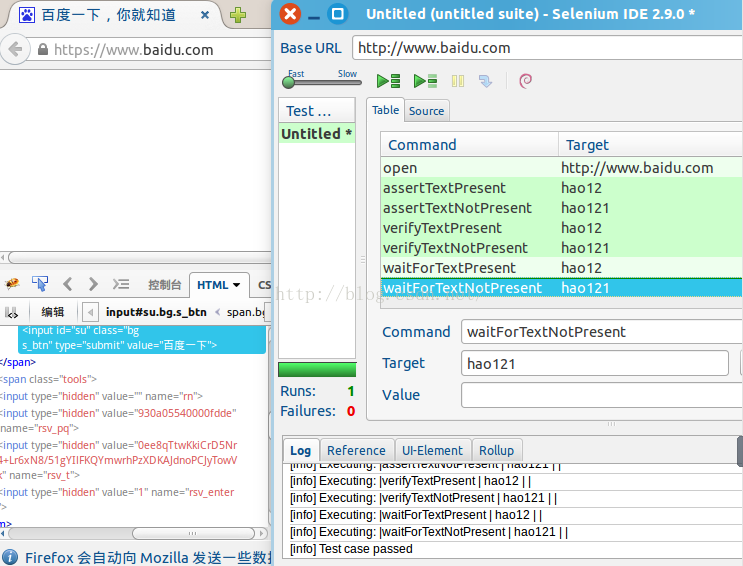 百度一下，你就知道
https://www.baidu.com
控制台
HTML
CS
编辑
input#su.bg.s_btn
span.bg
<input id="su" class="bg
s_btn" type="submit" value="百度一下">
</span>
<span class="tools">
<input type="hidden" value="" name="rn">
<input type="hidden" value="930a05540000fdde"
name="rsv_pq">
<input type="hidden" value="0ee8qTtwKkiCrD5Nr
4+Lr6xN8/51gYIIFKQYmwrhPzXDKAJdnoPCJyTowV
" name="rsv_t">
<input type="hidden" value="1" name="rsv_enter
">
m>
Firefox 会自动向 Mozilla 发送一些数据
Untitled (untitled suite) - Selenium IDE 2.9.0 *
Base URL http://www.baidu.com
Fast Slow
Test ...
Untitled *
Table Source
Command Target
open http://www.baidu.com
assertTextPresent hao12
assertTextNotPresent hao121
verifyTextPresent hao12
verifyTextNotPresent hao121
waitForTextPresent hao12
waitForTextNotPresent hao121
http://blog.csdn.net/
Command waitForTextNotPresent
Target hao121
Value
Runs: 1
Failures: 0
Log Reference UI-Element Rollup
[info] Executing: |assertTextNotPresent | hao121 | |
[info] Executing: |verifyTextPresent | hao12 | |
[info] Executing: |verifyTextNotPresent | hao121 | |
[info] Executing: |waitForTextPresent | hao12 | |
[info] Executing: |waitForTextNotPresent | hao121 | |
[info] Test case passed